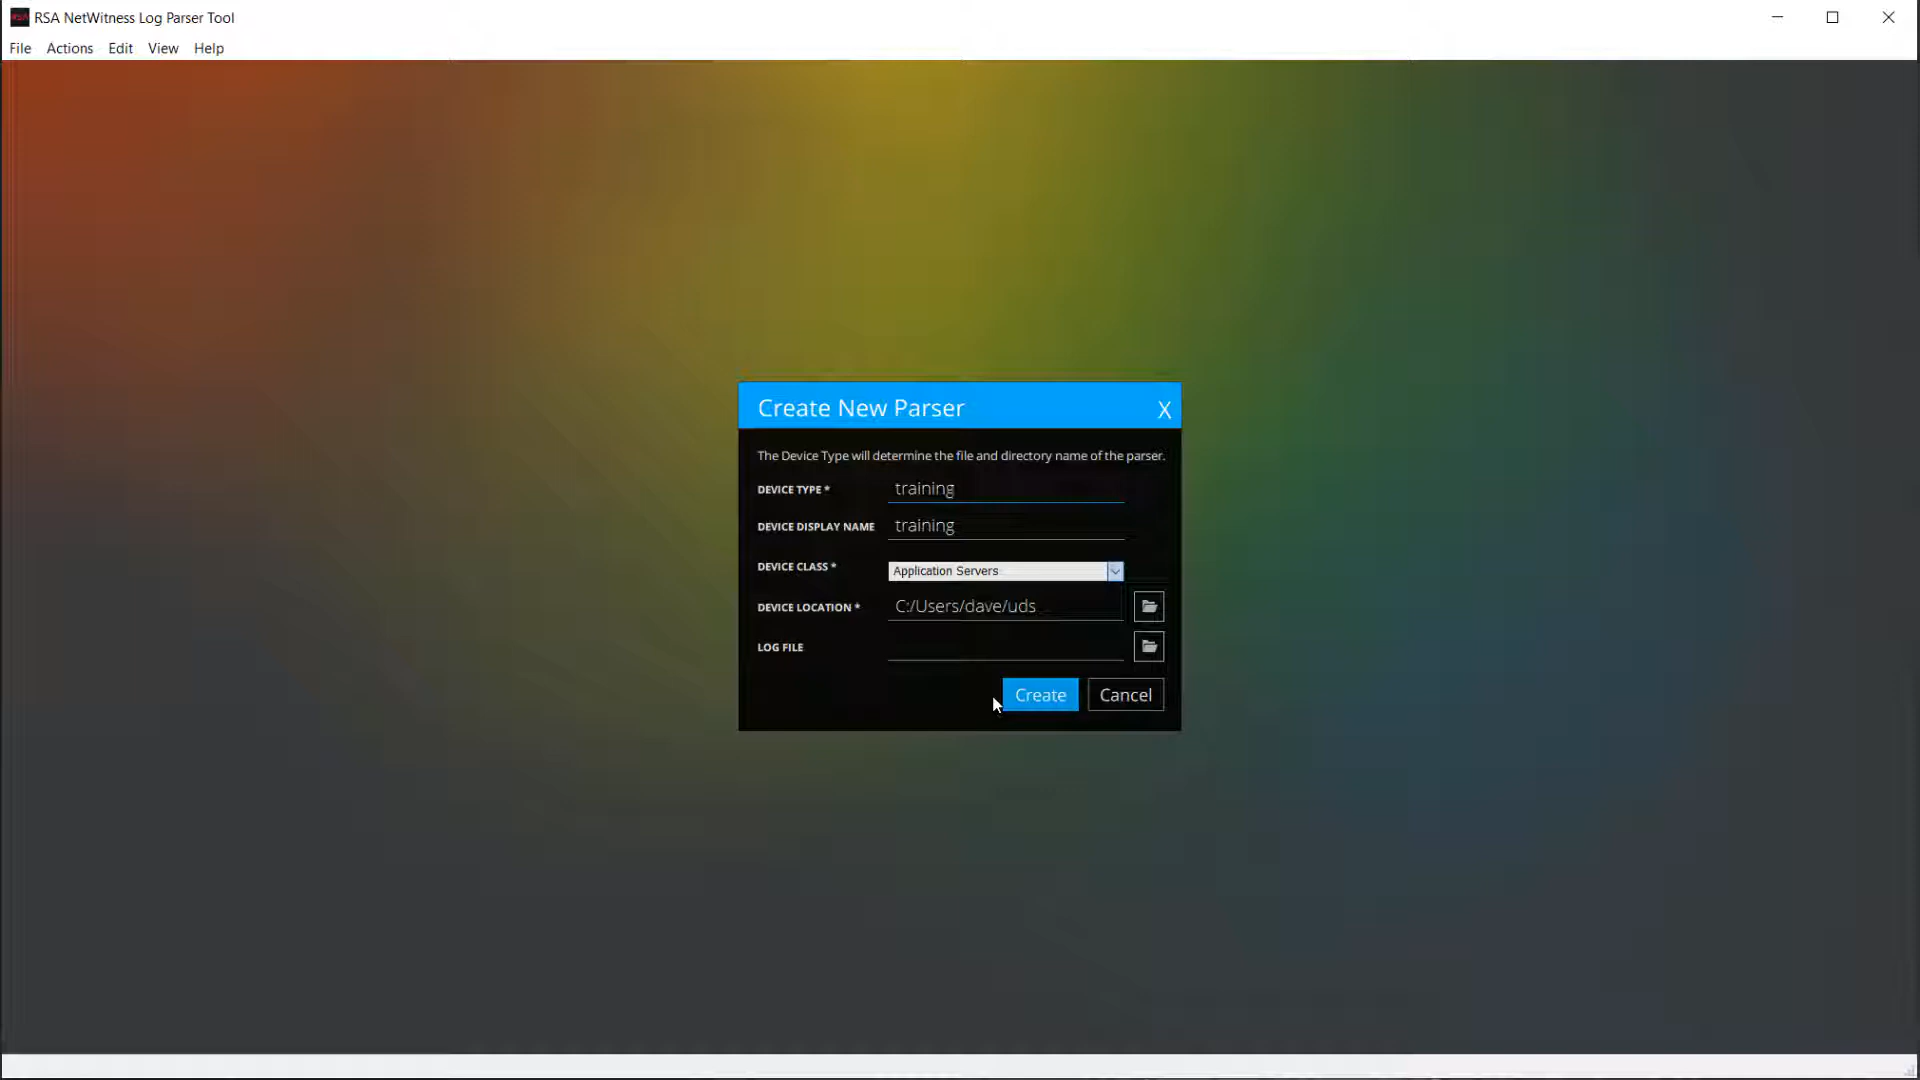 RSA NetWitness Log Parser Tool
File Actions Edit View Help
Create New Parser X
The Device Type will determine the file and directory name of the parser.
DEVICE TYPE * training
DEVICE DISPLAY NAME training
DEVICE CLASS * Application Servers
DEVICE LOCATION * C:/Users/dave/uds
LOG FILE
Create Cancel